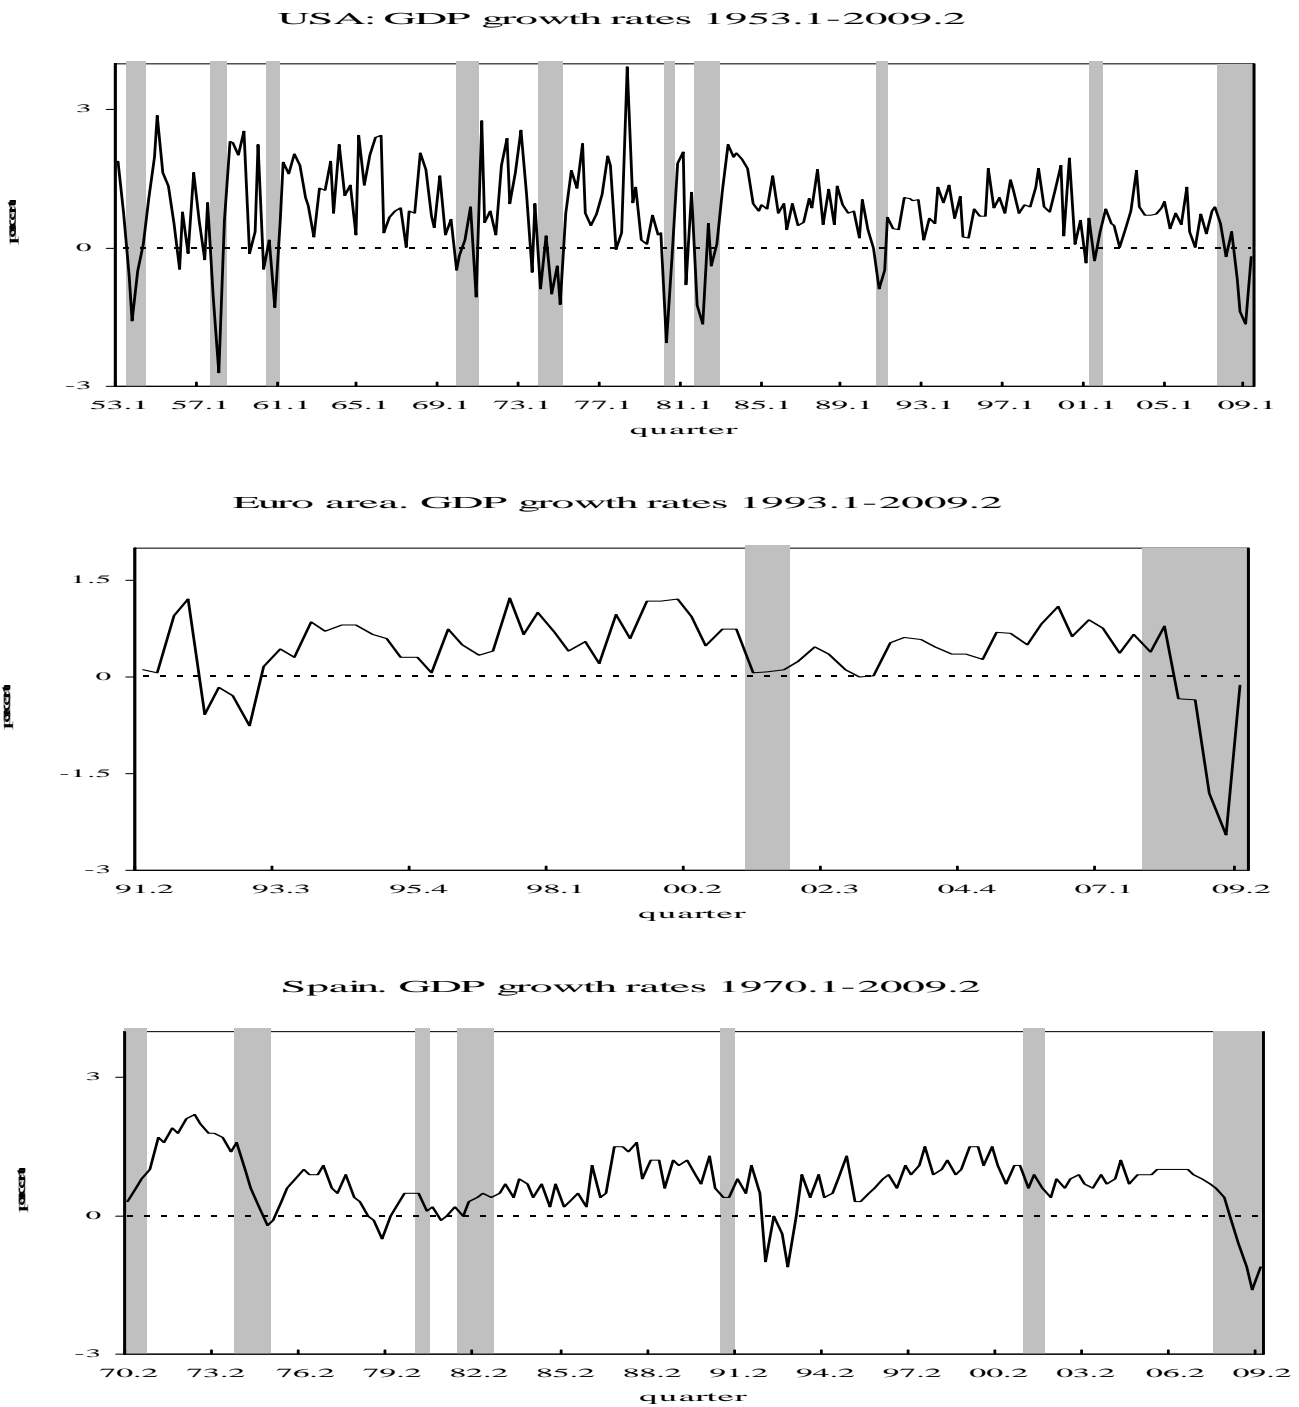 USA: GDP growth rates 1953.1-2009.2
3
0
-3
53.1 57.1 61.1 65.1 69.1 73.1 77.1 81.1 85.1 89.1 93.1 97.1 01.1 05.1 09.1
quarter
Euro area. GDP growth rates 1993.1-2009.2
1.5
0
-1.5
-3
91.2 93.3 95.4 98.1 00.2 02.3 04.4 07.1 09.2
quarter
Spain. GDP growth rates 1970.1-2009.2
3
0
-3
70.2 73.2 76.2 79.2 82.2 85.2 88.2 91.2 94.2 97.2 00.2 03.2 06.2 09.2
quarter